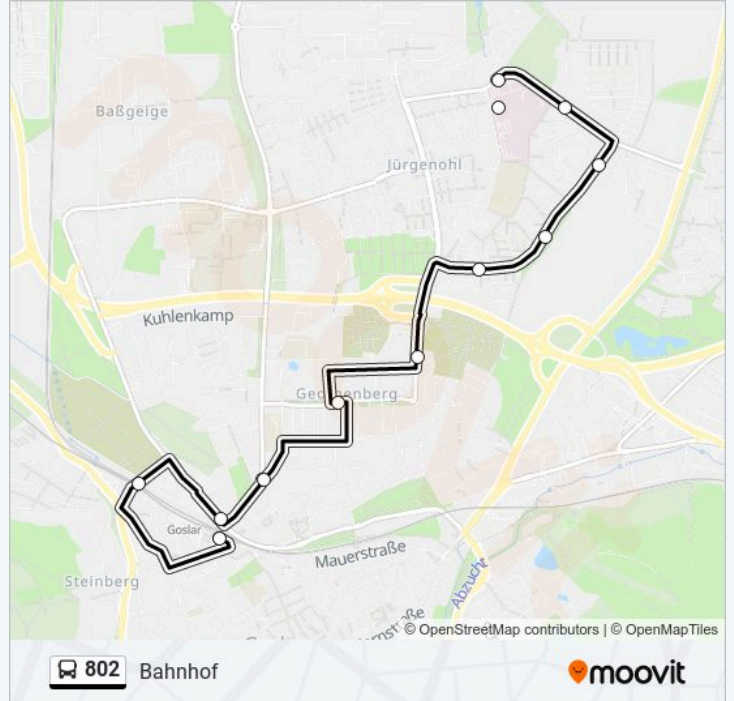 Baßgeige
Jürgenohl
Kuhlenkamp
Georgenberg
Goslar
Mauerstraße
Steinberg
Abzucht
© OpenStreetMap contributors | © OpenMapTiles
802 Bahnhof
moovit